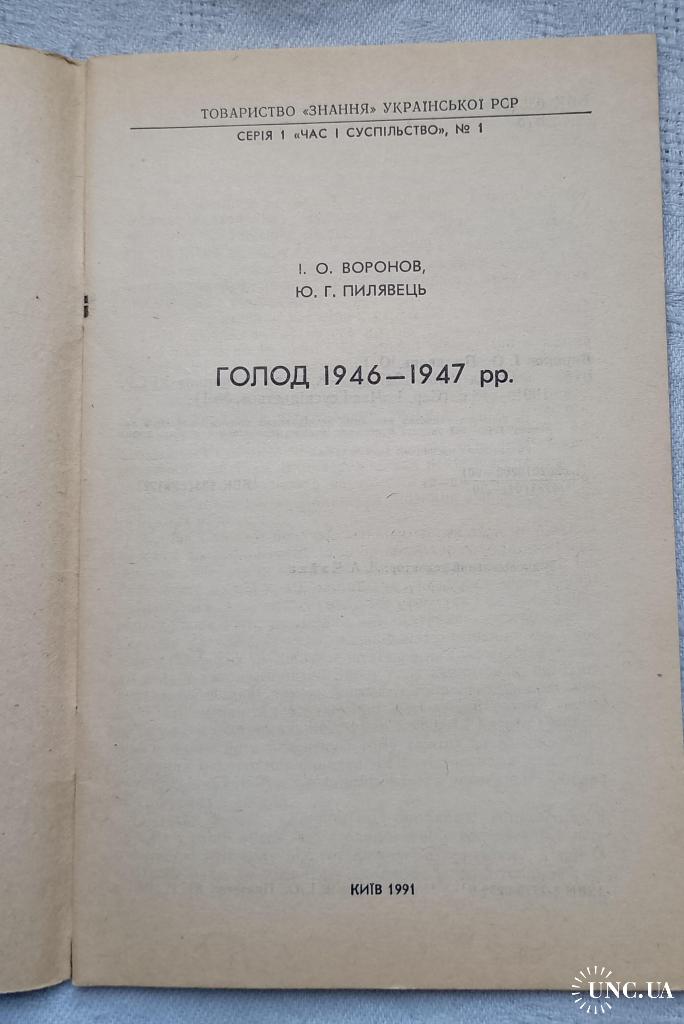 ТОВАРИСТВО «ЗНАННЯ» УКРАЇНСЬКОЇ РСР
СЕРІЯ 1 «ЧАС І СУСПІЛЬСТВО», № 1
І. О. ВОРОНОВ,
Ю. Г. ПИЛЯВЕЦЬ
ГОЛОД 1946—1947 рр.
КИЇВ 1991
UNC.UA